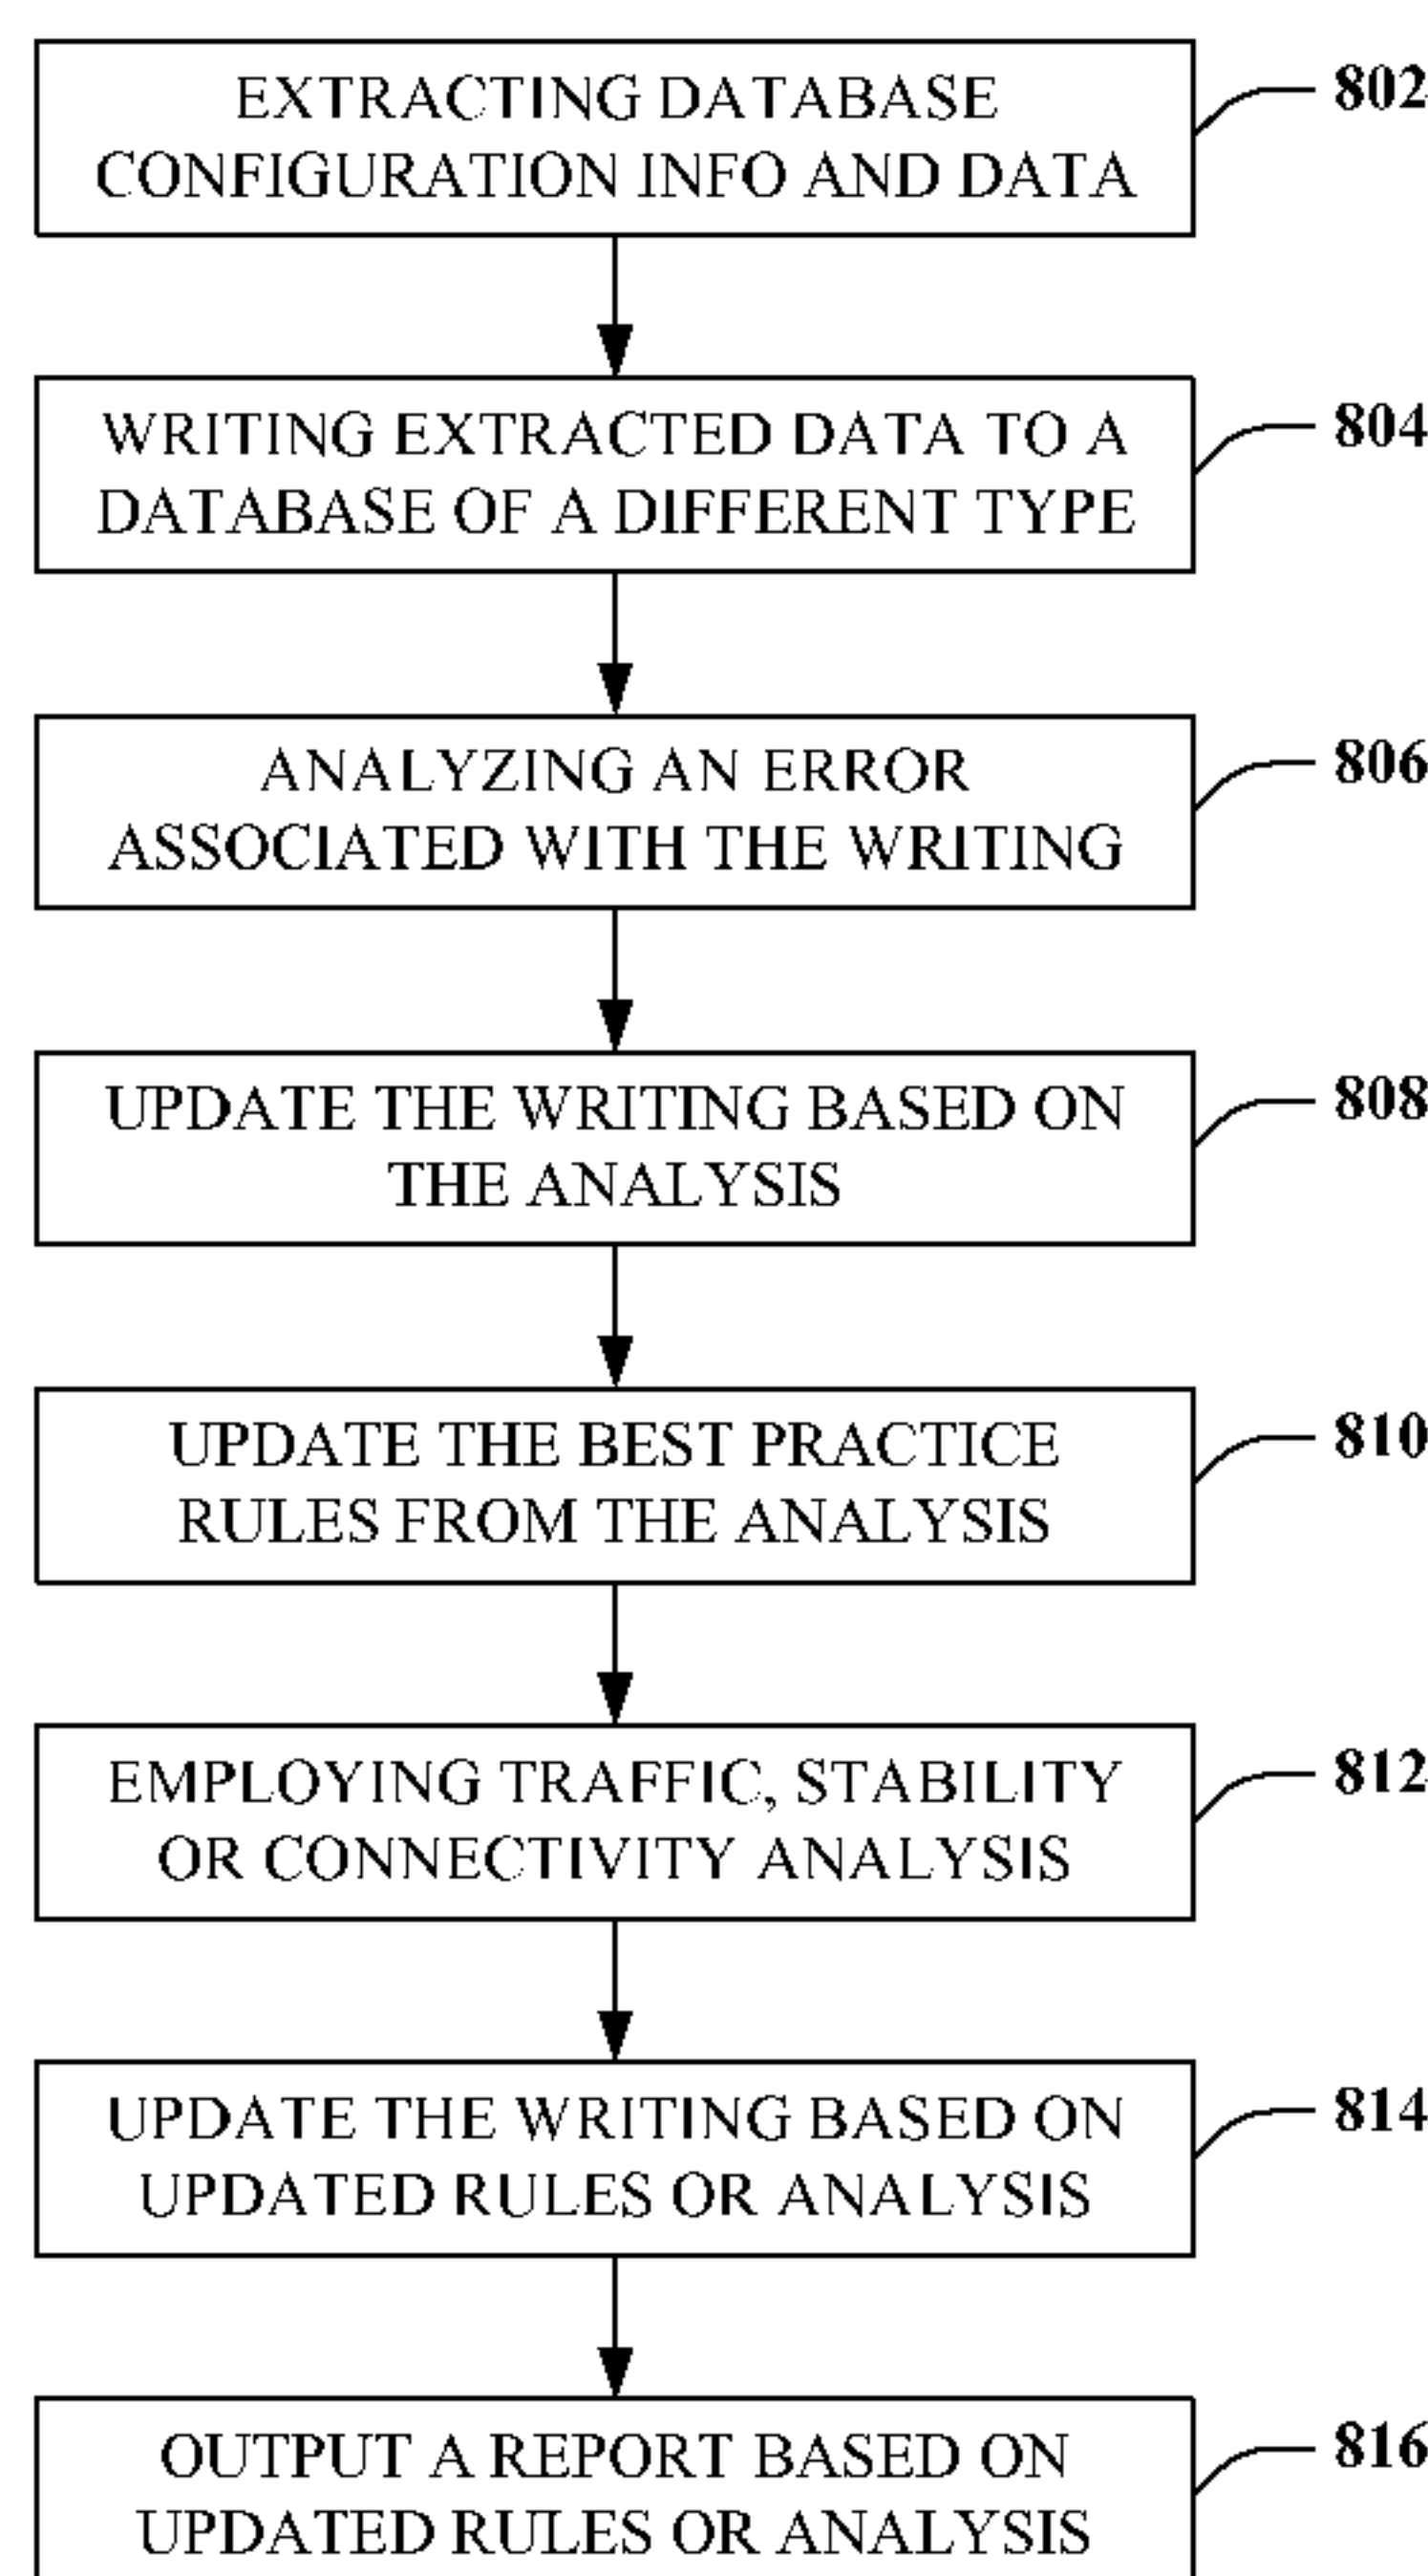 EXTRACTING DATABASE
CONFIGURATION INFO AND DATA
802
WRITING EXTRACTED DATA TO A
DATABASE OF A DIFFERENT TYPE
804
ANALYZING AN ERROR
ASSOCIATED WITH THE WRITING
806
UPDATE THE WRITING BASED ON
THE ANALYSIS
808
UPDATE THE BEST PRACTICE
RULES FROM THE ANALYSIS
810
EMPLOYING TRAFFIC, STABILITY
OR CONNECTIVITY ANALYSIS
812
UPDATE THE WRITING BASED ON
UPDATED RULES OR ANALYSIS
814
OUTPUT A REPORT BASED ON
UPDATED RULES OR ANALYSIS
816